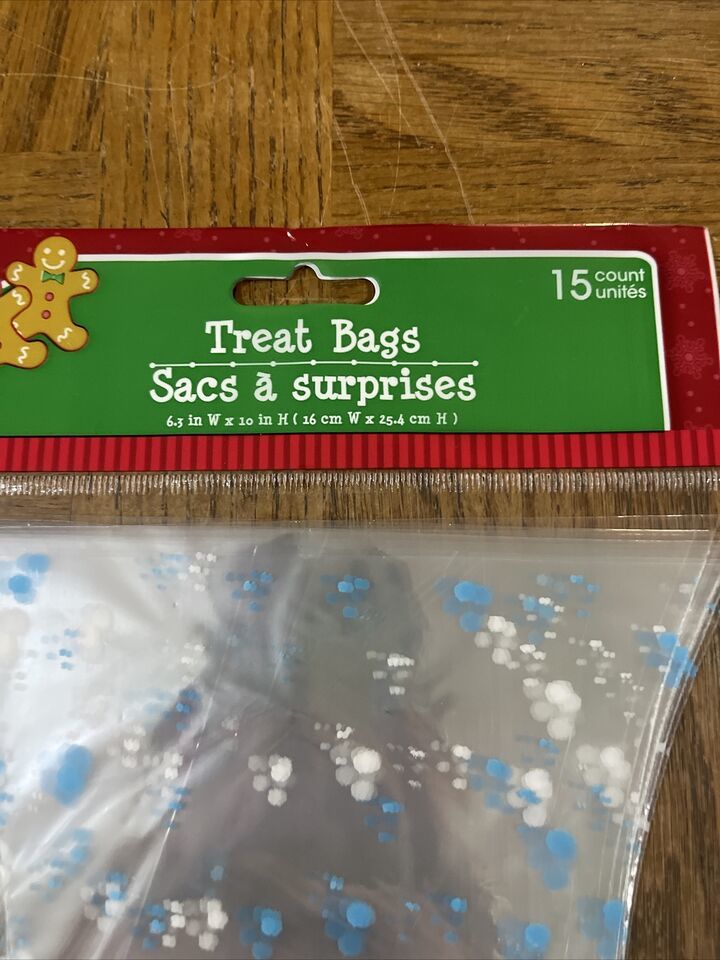 15 count
unités
Treat Bags
Sacs à surprises
6.3 in W x 10 in H ( 16 cm W x 25.4 cm H )